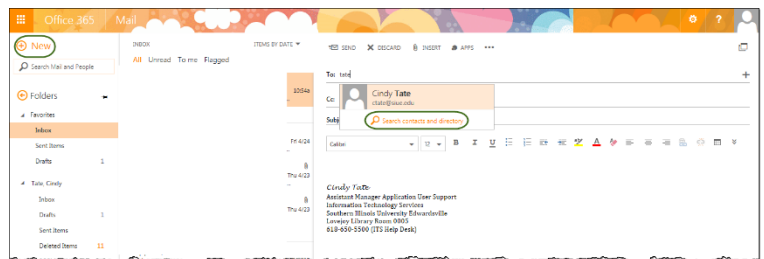 Office 365 Mail
?
New
Search Mail and People
Folders
Favorites
Inbox
Sent Items
Drafts 1
Tate, Cindy
Inbox
Drafts 1
Sent Items
Deleted Items 11
INBOX ITEMS BY DATE
All Unread To me Flagged
10:54a
Fri 4/24
Thu 4/23
Thu 4/23
SEND DISCARD INSERT APPS •••
To: tate
Cindy Tate
ctate@siue.edu
Search contacts and directory
Cc:
Subj
Calibri 12 B I U A
Cindy Tate
Assistant Manager Application User Support
Information Technology Services
Southern Illinois University Edwardsville
Lovejoy Library Room 0005
618-650-5500 (ITS Help Desk)